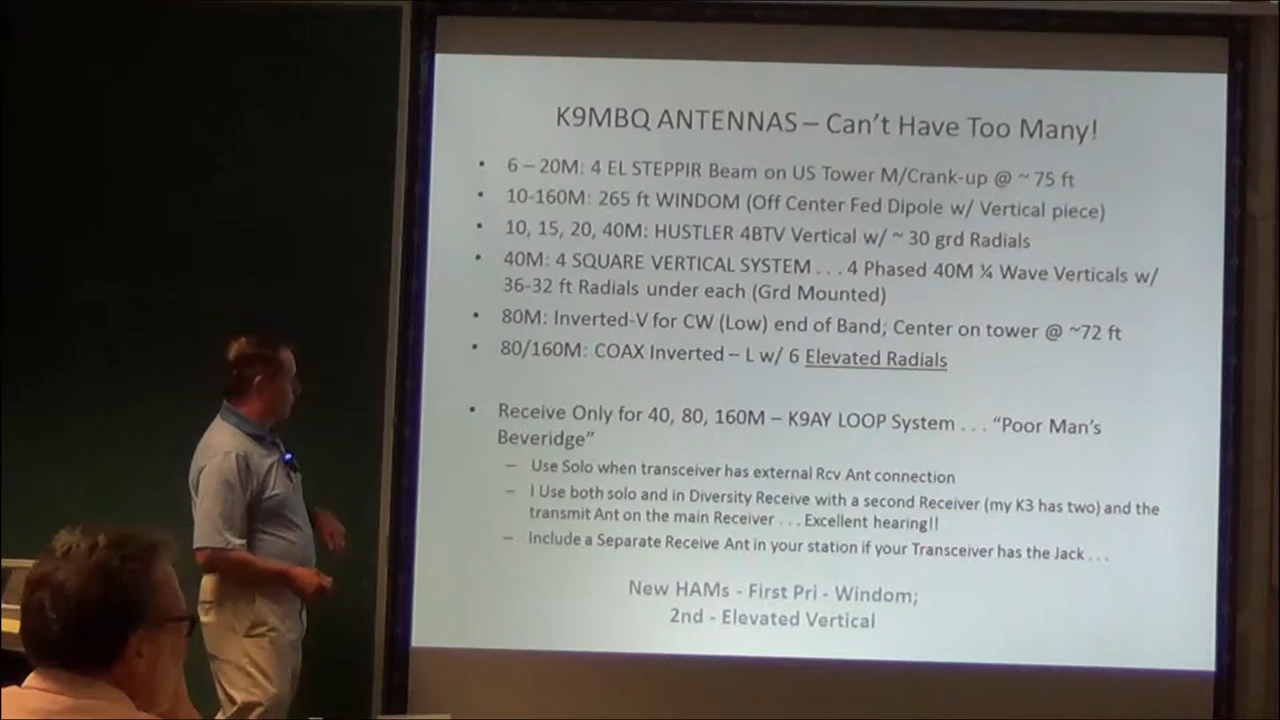 K9MBQ ANTENNAS – Can't Have Too Many!
• 6 – 20M: 4 EL STEPPIR Beam on US Tower M/Crank-up @ ~ 75 ft
• 10-160M: 265 ft WINDOM (Off Center Fed Dipole w/ Vertical piece)
• 10, 15, 20, 40M: HUSTLER 4BTV Vertical w/ ~ 30 grd Radials
• 40M: 4 SQUARE VERTICAL SYSTEM . . . 4 Phased 40M ¼ Wave Verticals w/
36-32 ft Radials under each (Grd Mounted)
• 80M: Inverted-V for CW (Low) end of Band; Center on tower @ ~72 ft
• 80/160M: COAX Inverted – L w/ 6 Elevated Radials
• Receive Only for 40, 80, 160M – K9AY LOOP System . . . "Poor Man's
Beveridge"
– Use Solo when transceiver has external Rcv Ant connection
– I Use both solo and in Diversity Receive with a second Receiver (my K3 has two) and the
transmit Ant on the main Receiver . . . Excellent hearing!!
– Include a Separate Receive Ant in your station if your Transceiver has the Jack . . .
New HAMs - First Pri - Windom;
2nd - Elevated Vertical